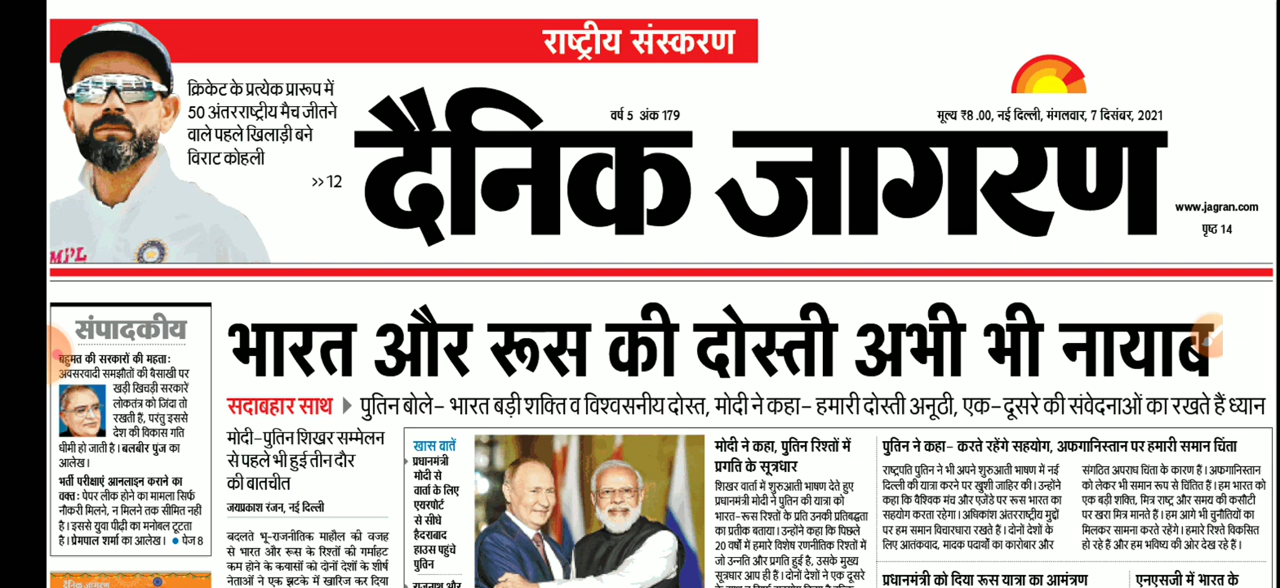 राष्ट्रीय संस्करण
क्रिकेट के प्रत्येक प्रारूप में
50 अंतरराष्ट्रीय मैच जीतने
वाले पहले खिलाड़ी बने
विराट कोहली
>> 12
वर्ष 5 अंक 179
मूल्य ₹8.00, नई दिल्ली, मंगलवार, 7 दिसंबर, 2021
दैनिक जागरण
www.jagran.com
पृष्ठ 14
MPL
संपादकीय
बहुमत की सरकारों की महता:
अवसरवादी समझौतों की बैसाखी पर
खड़ी खिचड़ी सरकारें
लोकतंत्र को जिंदा तो
रखती हैं, परंतु इससे
देश की विकास गति
धीमी हो जाती है। बलबीर पुंज का
आलेख।
भर्ती परीक्षाएं आनलाइन कराने का
वक्त: पेपर लीक होने का मामला सिर्फ
नौकरी मिलने, न मिलने तक सीमित नहीं
है। इससे युवा पीढ़ी का मनोबल टूटता
है। प्रेमपाल शर्मा का आलेख। ● पेज 8
दैनिक जागरण
भारत और रूस की दोस्ती अभी भी नायाब
सदाबहार साथ ▶ पुतिन बोले- भारत बड़ी शक्ति व विश्वसनीय दोस्त, मोदी ने कहा- हमारी दोस्ती अनूठी, एक-दूसरे की संवेदनाओं का रखते हैं ध्यान
मोदी-पुतिन शिखर सम्मेलन
से पहले भी हुई तीन दौर
की बातचीत
जयप्रकाश रंजन, नई दिल्ली
बदलते भू-राजनीतिक माहौल की वजह
से भारत और रूस के रिश्तों की गर्माहट
कम होने के कयासों को दोनों देशों के शीर्ष
नेताओं ने एक झटके में खारिज कर दिया
खास वातें
प्रधानमंत्री
मोदी से
वार्ता के लिए
एयरपोर्ट
से सीधे
हैदराबाद
हाउस पहुंचे
पुतिन
राजनाथ और
मोदी ने कहा, पुतिन रिश्तों में
प्रगति के सूत्रधार
शिखर वार्ता में शुरुआती भाषण देते हुए
प्रधानमंत्री मोदी ने पुतिन की यात्रा को
भारत-रूस रिश्तों के प्रति उनकी प्रतिबद्धता
का प्रतीक बताया। उन्होंने कहा कि पिछले
20 वर्षों में हमारे विशेष रणनीतिक रिश्तों में
जो उन्नति और प्रगति हुई है, उसके मुख्य
सूत्रधार आप ही हैं। दोनों देशों ने एक दूसरे
पुतिन ने कहा- करते रहेंगे सहयोग, अफगानिस्तान पर हमारी समान चिंता
राष्ट्रपति पुतिन ने भी अपने शुरुआती भाषण में नई
दिल्ली की यात्रा करने पर खुशी जाहिर की। उन्होंने
कहा कि वैश्विक मंच और एजेंडे पर रूस भारत का
सहयोग करता रहेगा। अधिकांश अंतरराष्ट्रीय मुद्दों
पर हम समान विचारधारा रखते हैं। दोनों देशों के
लिए आतंकवाद, मादक पदार्थों का कारोबार और
संगठित अपराध चिंता के कारण हैं। अफगानिस्तान
को लेकर भी समान रूप से चिंतित हैं। हम भारत को
एक बड़ी शक्ति, मित्र राष्ट्र और समय की कसौटी
पर खरा मित्र मानते हैं। हम आगे भी चुनौतियों का
मिलकर सामना करते रहेंगे। हमारे रिश्ते विकसित
हो रहे हैं और हम भविष्य की ओर देख रहे हैं।
प्रधानमंत्री को दिया रूस यात्रा का आमंत्रण
एनएसजी में भारत के